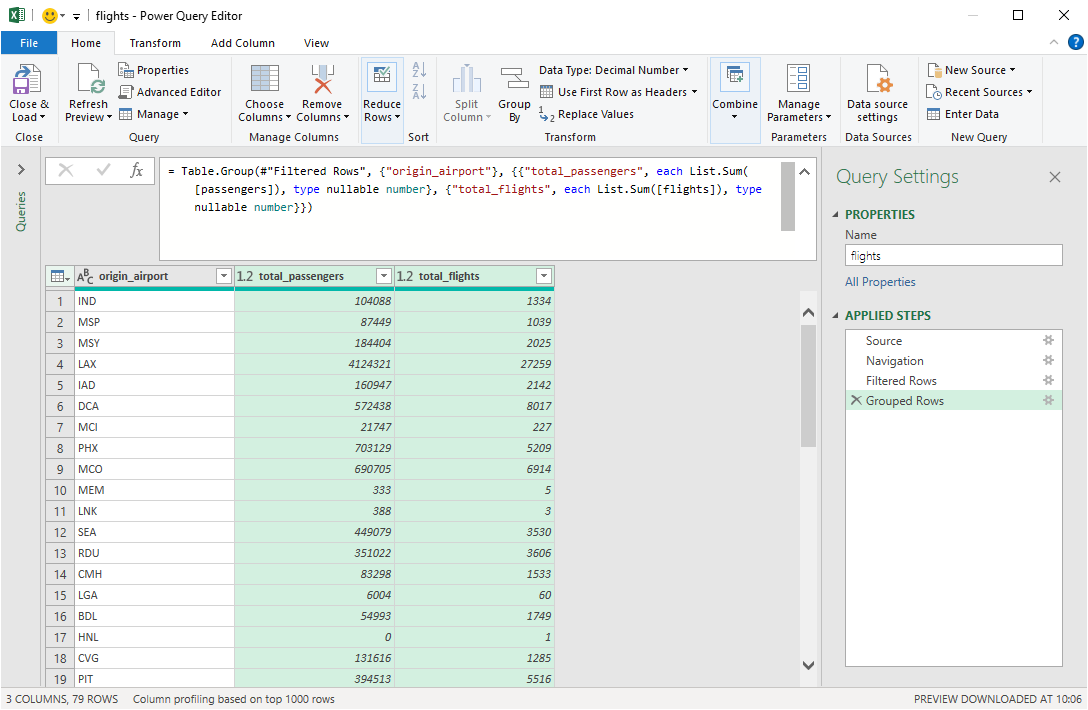 flights - Power Query Editor
File Home Transform Add Column View
Close & Load
Close
Refresh Preview
Properties
Advanced Editor
Manage
Query
Choose Columns
Remove Columns
Manage Columns
Reduce Rows
A Z
Z A
Sort
Split Column
Group By
Data Type: Decimal Number
Use First Row as Headers
1 2 Replace Values
Transform
Combine
Manage Parameters
Parameters
Data source settings
Data Sources
New Source
Recent Sources
Enter Data
New Query
?
Queries
fx
= Table.Group(#"Filtered Rows", {"origin_airport"}, {{"total_passengers", each List.Sum(
[passengers]), type nullable number}, {"total_flights", each List.Sum([flights]), type
nullable number}})
ABC origin_airport 1.2 total_passengers 1.2 total_flights
1 IND 104088 1334
2 MSP 87449 1039
3 MSY 184404 2025
4 LAX 4124321 27259
5 IAD 160947 2142
6 DCA 572438 8017
7 MCI 21747 227
8 PHX 703129 5209
9 MCO 690705 6914
10 MEM 333 5
11 LNK 388 3
12 SEA 449079 3530
13 RDU 351022 3606
14 CMH 83298 1533
15 LGA 6004 60
16 BDL 54993 1749
17 HNL 0 1
18 CVG 131616 1285
19 PIT 394513 5516
Query Settings
PROPERTIES
Name
flights
All Properties
APPLIED STEPS
Source
Navigation
Filtered Rows
Grouped Rows
3 COLUMNS, 79 ROWS Column profiling based on top 1000 rows PREVIEW DOWNLOADED AT 10:06